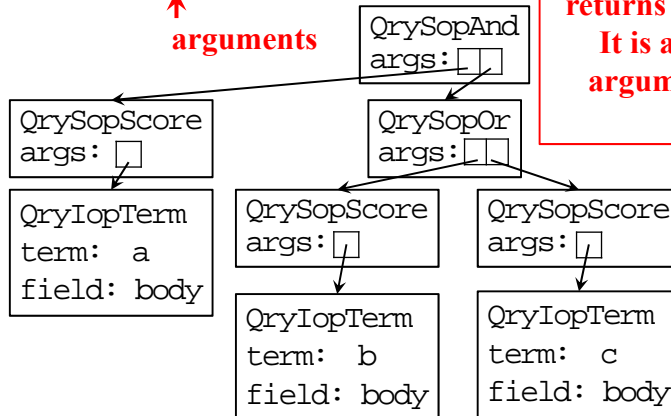 returns
It is a
argum
arguments
QrySopAnd
args:
QrySopScore
args:
QrySopOr
args:
QryIopTerm
term: a
field: body
QrySopScore
args:
QrySopScore
args:
QryIopTerm
term: b
field: body
QryIopTerm
term: c
field: body